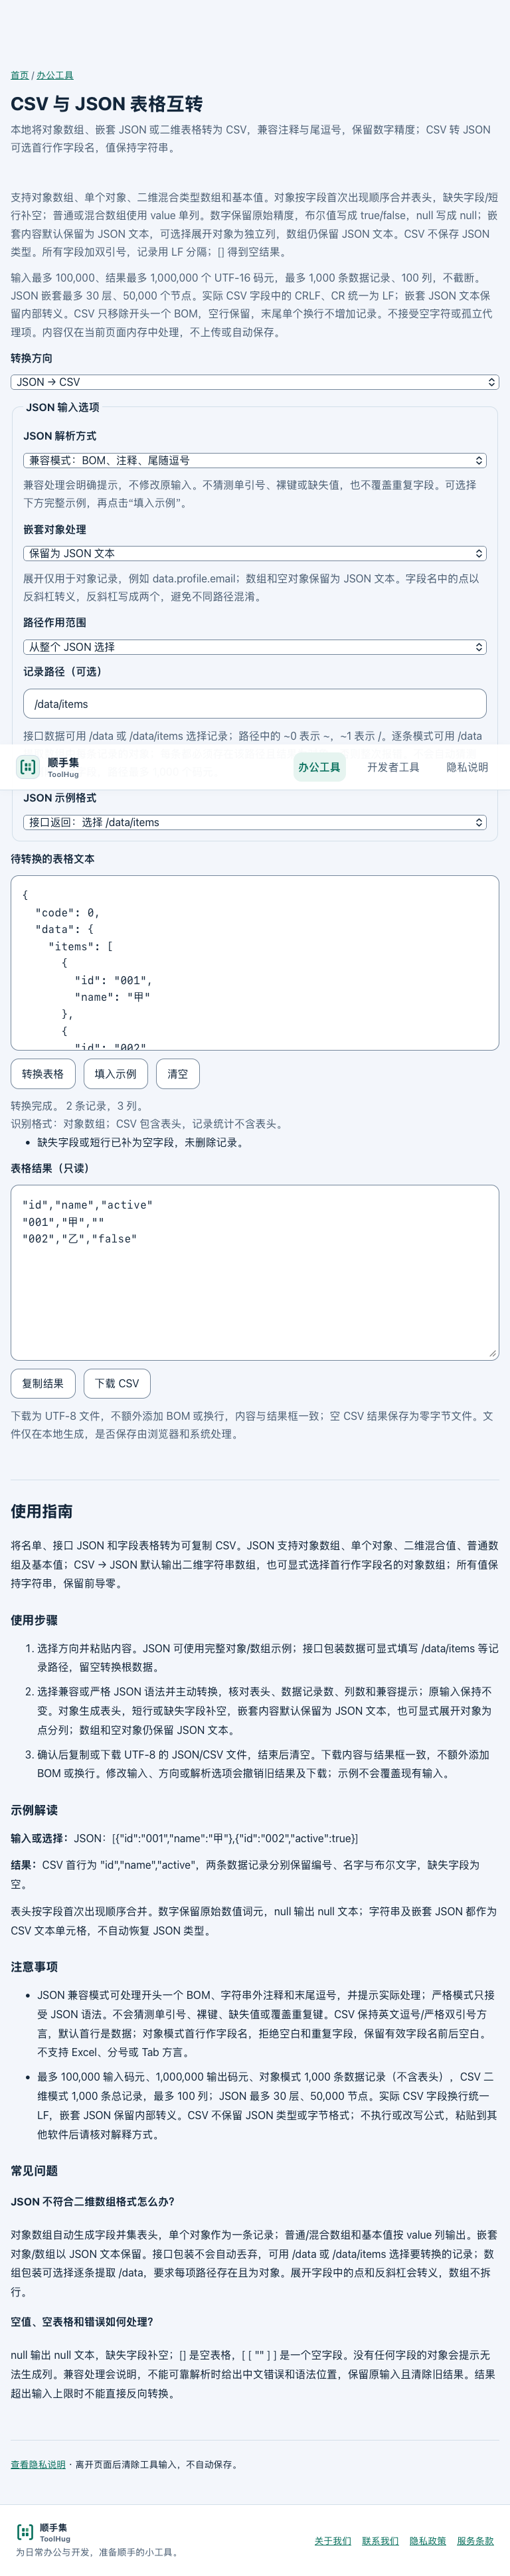 首页 / 办公工具
CSV 与 JSON 表格互转
本地将对象数组、嵌套 JSON 或二维表格转为 CSV，兼容注释与尾逗号，保留数字精度；CSV 转 JSON
可选首行作字段名，值保持字符串。
支持对象数组、单个对象、二维混合类型数组和基本值。对象按字段首次出现顺序合并表头，缺失字段/短
行补空；普通或混合数组使用 value 单列。数字保留原始精度，布尔值写成 true/false，null 写成 null；嵌
套内容默认保留为 JSON 文本，可选择展开对象为独立列，数组仍保留 JSON 文本。CSV 不保存 JSON
类型。所有字段加双引号，记录用 LF 分隔；[] 得到空结果。
输入最多 100,000、结果最多 1,000,000 个 UTF-16 码元，最多 1,000 条数据记录、100 列，不截断。
JSON 嵌套最多 30 层、50,000 个节点。实际 CSV 字段中的 CRLF、CR 统一为 LF；嵌套 JSON 文本保
留内部转义。CSV 只移除开头一个 BOM，空行保留，末尾单个换行不增加记录。不接受空字符或孤立代
理项。内容仅在当前页面内存中处理，不上传或自动保存。
转换方向
JSON → CSV
JSON 输入选项
JSON 解析方式
兼容模式：BOM、注释、尾随逗号
兼容处理会明确提示，不修改原输入。不猜测单引号、裸键或缺失值，也不覆盖重复字段。可选择
下方完整示例，再点击“填入示例”。
嵌套对象处理
保留为 JSON 文本
展开仅用于对象记录，例如 data.profile.email；数组和空对象保留为 JSON 文本。字段名中的点以
反斜杠转义，反斜杠写成两个，避免不同路径混淆。
路径作用范围
从整个 JSON 选择
记录路径（可选）
/data/items
接口数据可用 /data 或 /data/items 选择记录；路径中的 ~0 表示 ~，~1 表示 /。逐条模式可用 /data
顺手集
ToolHug
办公工具
开发者工具
隐私说明
JSON 示例格式
接口返回：选择 /data/items
待转换的表格文本
{
"code": 0,
"data": {
"items": [
{
"id": "001",
"name": "甲"
},
{
"id": "002"
转换表格
填入示例
清空
转换完成。 2 条记录，3 列。
识别格式：对象数组；CSV 包含表头，记录统计不含表头。
• 缺失字段或短行已补为空字段，未删除记录。
表格结果（只读）
"id","name","active"
"001","甲",""
"002","乙","false"
复制结果
下载 CSV
下载为 UTF-8 文件，不额外添加 BOM 或换行，内容与结果框一致；空 CSV 结果保存为零字节文件。文
件仅在本地生成，是否保存由浏览器和系统处理。
使用指南
将名单、接口 JSON 和字段表格转为可复制 CSV。JSON 支持对象数组、单个对象、二维混合值、普通数
组及基本值；CSV → JSON 默认输出二维字符串数组，也可显式选择首行作字段名的对象数组；所有值保
持字符串，保留前导零。
使用步骤
1. 选择方向并粘贴内容。JSON 可使用完整对象/数组示例；接口包装数据可显式填写 /data/items 等记
录路径，留空转换根数据。
2. 选择兼容或严格 JSON 语法并主动转换，核对表头、数据记录数、列数和兼容提示；原输入保持不
变。对象生成表头，短行或缺失字段补空，嵌套内容默认保留为 JSON 文本，也可显式展开对象为
点分列；数组和空对象仍保留 JSON 文本。
3. 确认后复制或下载 UTF-8 的 JSON/CSV 文件，结束后清空。下载内容与结果框一致，不额外添加
BOM 或换行。修改输入、方向或解析选项会撤销旧结果及下载；示例不会覆盖现有输入。
示例解读
输入或选择：JSON：[{"id":"001","name":"甲"},{"id":"002","active":true}]
结果：CSV 首行为 "id","name","active"，两条数据记录分别保留编号、名字与布尔文字，缺失字段为
空。
表头按字段首次出现顺序合并。数字保留原始数值词元，null 输出 null 文本；字符串及嵌套 JSON 都作为
CSV 文本单元格，不自动恢复 JSON 类型。
注意事项
• JSON 兼容模式可处理开头一个 BOM、字符串外注释和末尾逗号，并提示实际处理；严格模式只接
受 JSON 语法。不会猜测单引号、裸键、缺失值或覆盖重复键。CSV 保持英文逗号/严格双引号方
言，默认首行是数据；对象模式首行作字段名，拒绝空白和重复字段，保留有效字段名前后空白。
不支持 Excel、分号或 Tab 方言。
• 最多 100,000 输入码元、1,000,000 输出码元、对象模式 1,000 条数据记录（不含表头），CSV 二
维模式 1,000 条总记录，最多 100 列；JSON 最多 30 层、50,000 节点。实际 CSV 字段换行统一
LF，嵌套 JSON 保留内部转义。CSV 不保留 JSON 类型或字节格式；不执行或改写公式，粘贴到其
他软件后请核对解释方式。
常见问题
JSON 不符合二维数组格式怎么办？
对象数组自动生成字段并集表头，单个对象作为一条记录；普通/混合数组和基本值按 value 列输出。嵌套
对象/数组以 JSON 文本保留。接口包装不会自动丢弃，可用 /data 或 /data/items 选择要转换的记录；数
组包装可选择逐条提取 /data，要求每项路径存在且为对象。展开字段中的点和反斜杠会转义，数组不拆
行。
空值、空表格和错误如何处理？
null 输出 null 文本，缺失字段补空；[] 是空表格，[ [ "" ] ] 是一个空字段。没有任何字段的对象会提示无
法生成列。兼容处理会说明，不能可靠解析时给出中文错误和语法位置，保留原输入且清除旧结果。结果
超出输入上限时不能直接反向转换。
查看隐私说明 · 离开页面后清除工具输入，不自动保存。
顺手集
ToolHug
为日常办公与开发，准备顺手的小工具。
关于我们
联系我们
隐私政策
服务条款